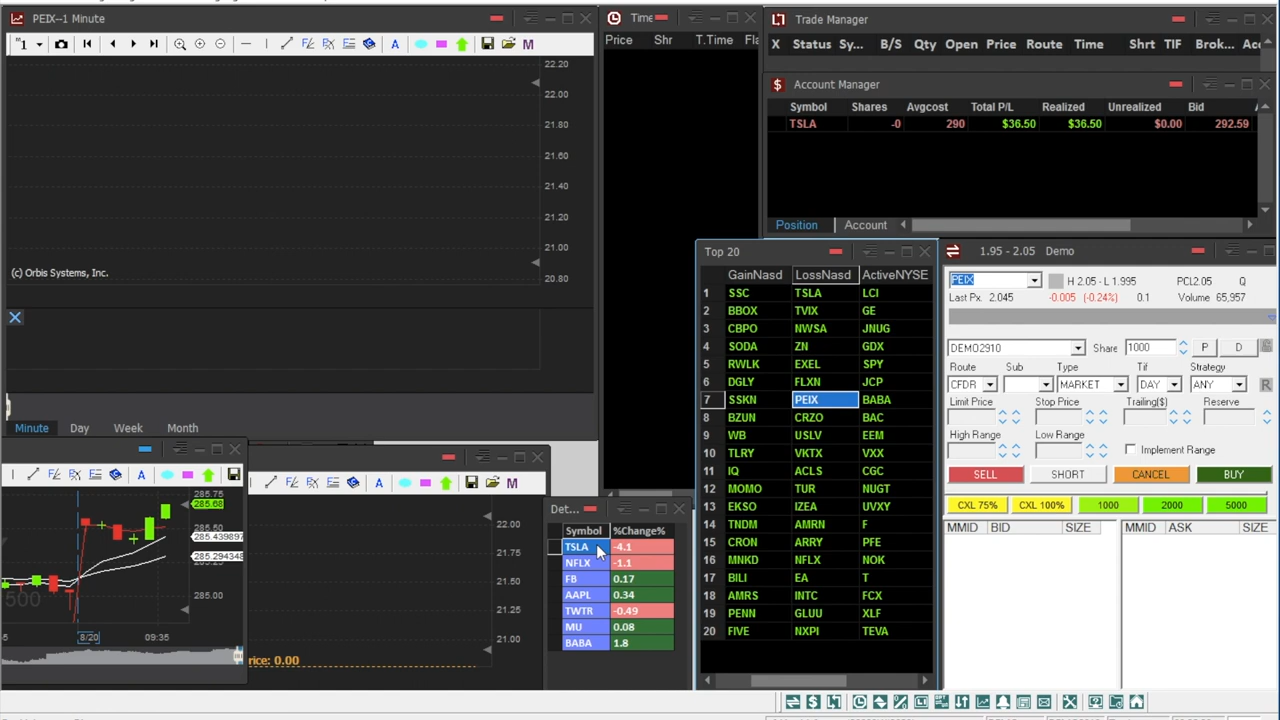 PEIX--1 Minute
"1
A
M
22.20
22.00
21.80
21.60
21.40
21.20
21.00
20.80
(c) Orbis Systems, Inc.
Minute Day Week Month
Time
Price Shr T.Time Fla
Trade Manager
X Status Sy... B/S Qty Open Price Route Time Shrt TIF Brok... Acc
Account Manager
Symbol Shares Avgcost Total P/L Realized Unrealized Bid
TSLA -0 290 $36.50 $36.50 $0.00 292.59
Position Account
A
285.75
285.68
285.50
285.439897
285.294348
285.00
500
8/20 09:35
A M
22.00
21.75
21.50
21.25
21.00
rice: 0.00
Det...
Symbol %Change%
TSLA -4.1
NFLX -1.1
FB 0.17
AAPL 0.34
TWTR -0.49
MU 0.08
BABA 1.8
Top 20
GainNasd LossNasd ActiveNYSE
1 SSC TSLA LCI
2 BBOX TVIX GE
3 CBPO NWSA JNUG
4 SODA ZN GDX
5 RWLK EXEL SPY
6 DGLY FLXN JCP
7 SSKN PEIX BABA
8 BZUN CRZO BAC
9 WB USLV EEM
10 TLRY VKTX VXX
11 IQ ACLS CGC
12 MOMO TUR NUGT
13 EKSO IZEA F
14 TNDM AMRN F
15 CRON ARRY PFE
16 MNKD NFLX NOK
17 BILI EA T
18 AMRS INTC FCX
19 PENN GLUU XLF
20 FIVE NXPI TEVA
1.95 - 2.05 Demo
PEIX H 2.05 - L 1.995 PCL2.05 Q
Last Px. 2.045 -0.005 (-0.24%) 0.1 Volume 65,957
DEMO2910 Share 1000 P D
Route Sub Type Tif Strategy
CFDR MARKET DAY ANY R
Limit Price Stop Price Trailing($) Reserve
High Range Low Range Implement Range
SELL SHORT CANCEL BUY
CXL 75% CXL 100% 1000 2000 5000
MMID BID SIZE MMID ASK SIZE